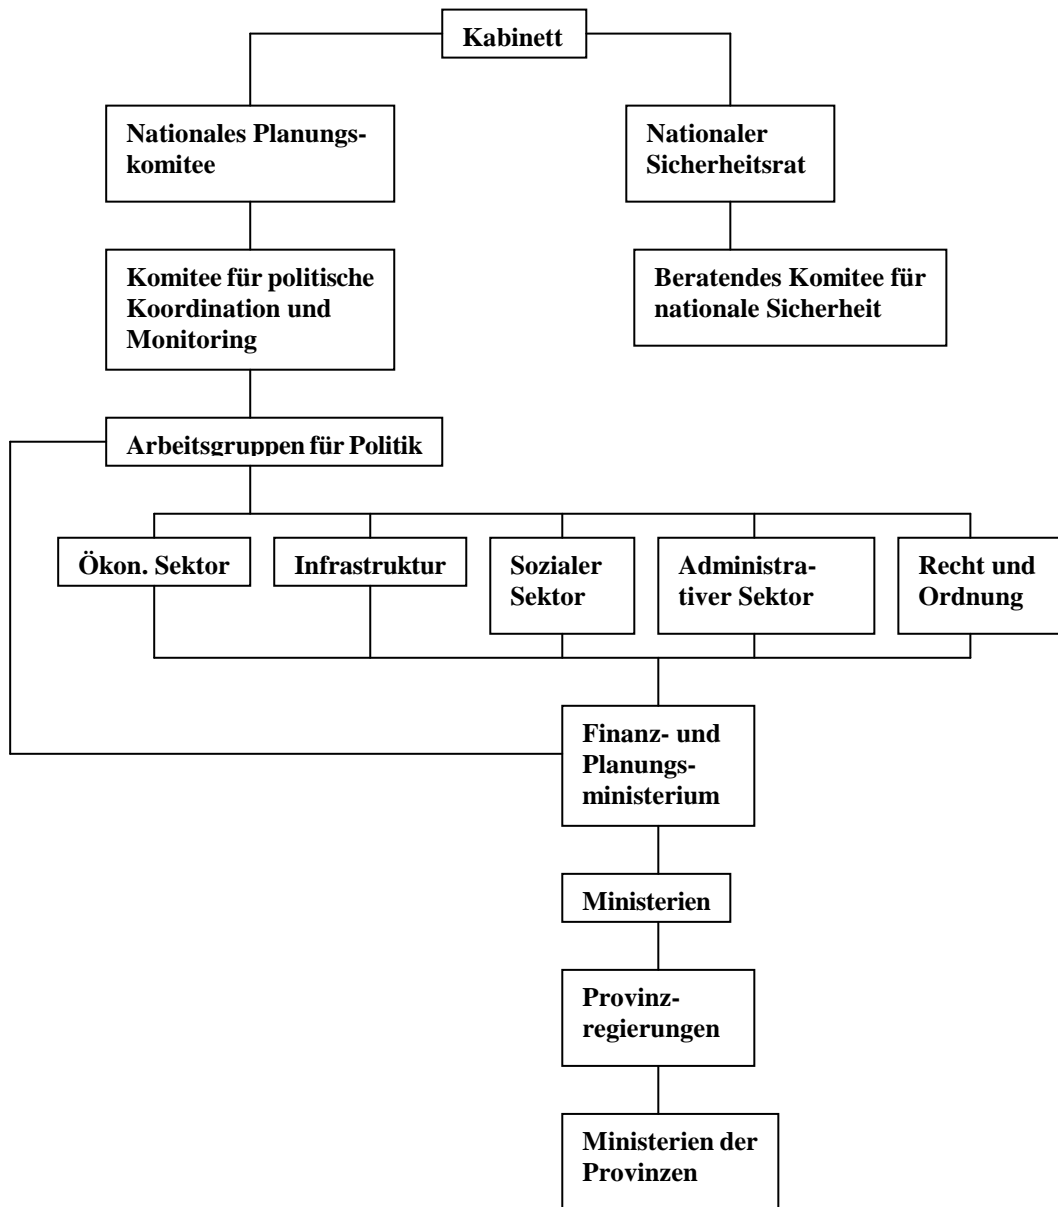 Kabinett
Nationales Planungs-
komitee
Nationaler
Sicherheitsrat
Komitee für politische
Koordination und
Monitoring
Beratendes Komitee für
nationale Sicherheit
Arbeitsgruppen für Politik
Ökon. Sektor
Infrastruktur
Sozialer
Sektor
Administra-
tiver Sektor
Recht und
Ordnung
Finanz- und
Planungs-
ministerium
Ministerien
Provinz-
regierungen
Ministerien der
Provinzen